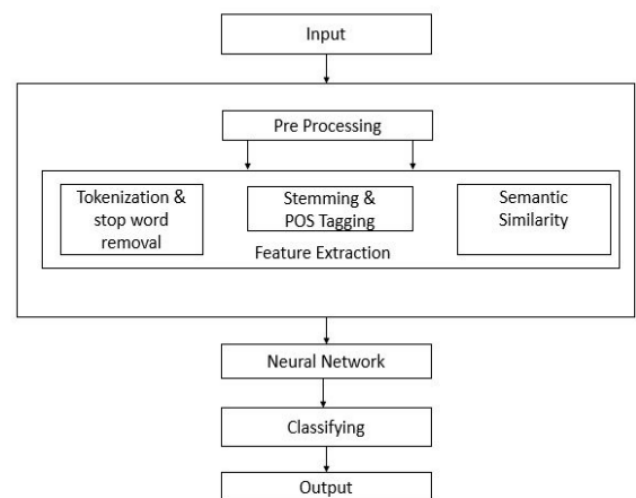 Input
Pre Processing
Tokenization &
stop word
removal
Stemming &
POS Tagging
Semantic
Similarity
Feature Extraction
Neural Network
Classifying
Output